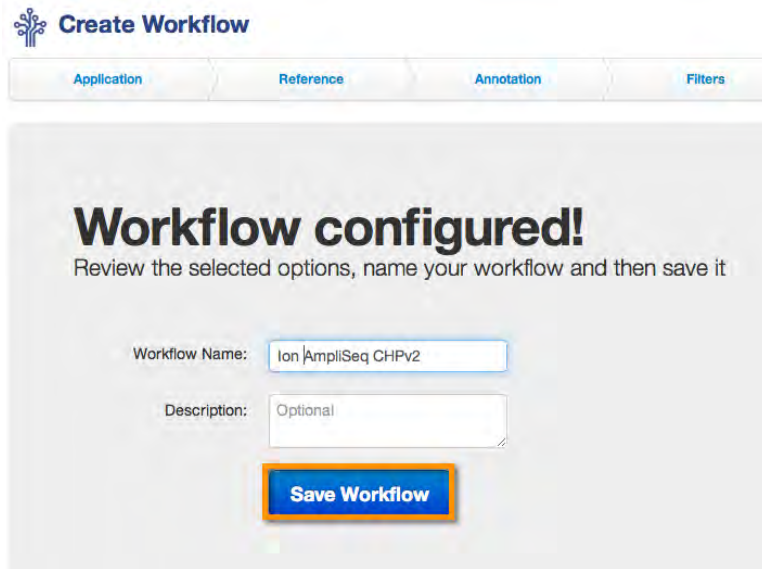 Create Workflow
Application Reference Annotation Filters
Workflow configured!
Review the selected options, name your workflow and then save it
Workflow Name: Ion AmpliSeq CHPv2
Description: Optional
Save Workflow